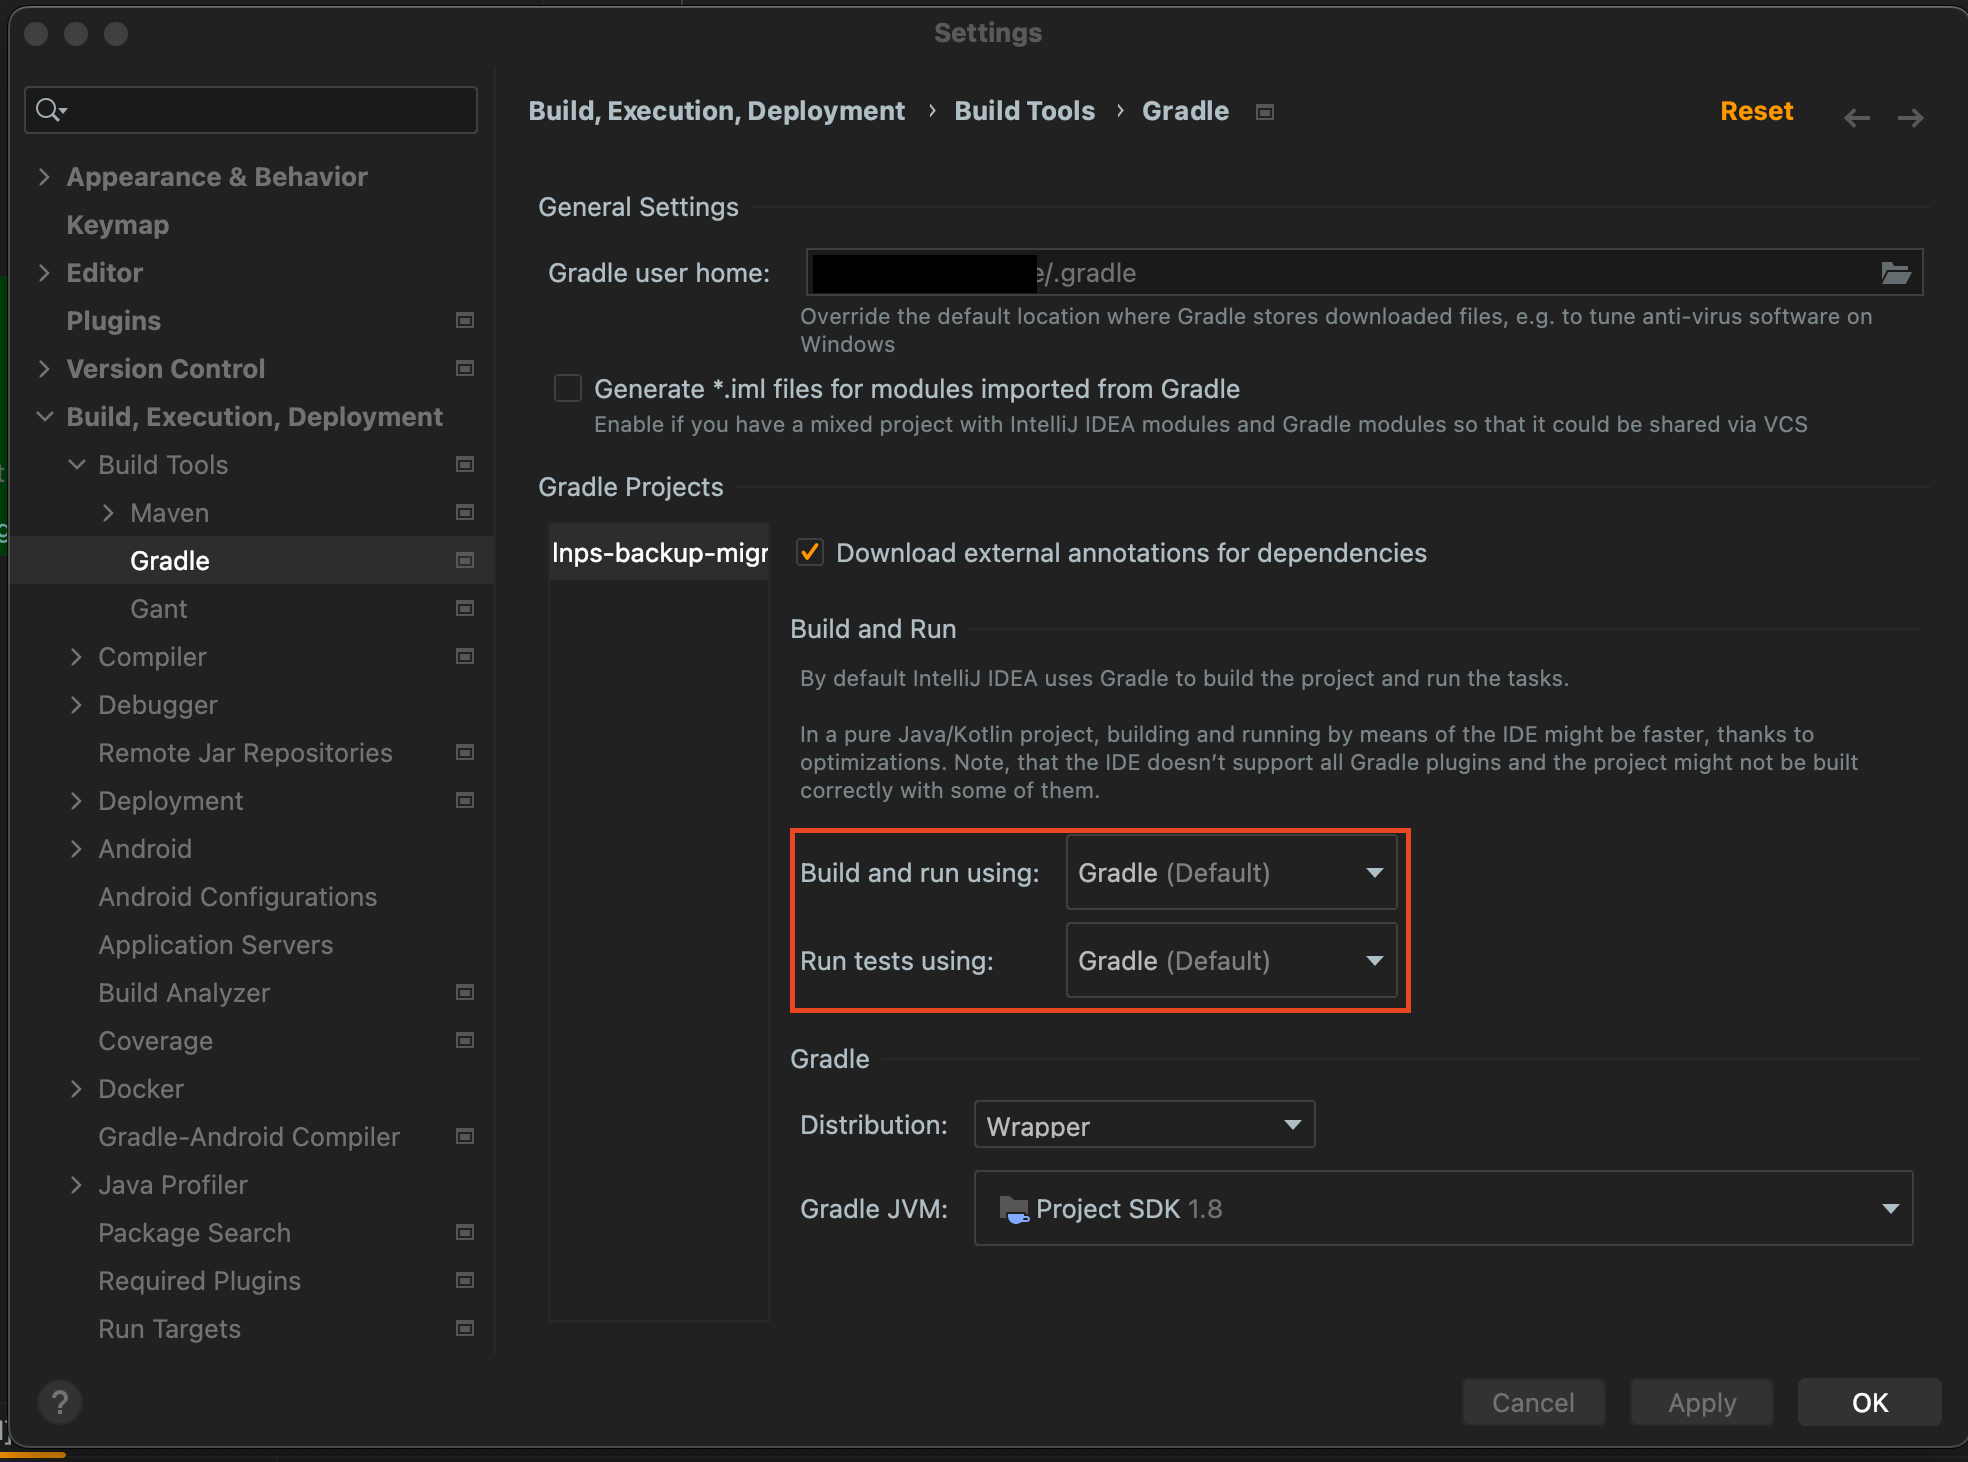 Settings
Build, Execution, Deployment › Build Tools › Gradle
Reset
Appearance & Behavior
Keymap
Editor
Plugins
Version Control
Build, Execution, Deployment
Build Tools
Maven
Gradle
Gant
Compiler
Debugger
Remote Jar Repositories
Deployment
Android
Android Configurations
Application Servers
Build Analyzer
Coverage
Docker
Gradle-Android Compiler
Java Profiler
Package Search
Required Plugins
Run Targets
General Settings
Gradle user home: e/.gradle
Override the default location where Gradle stores downloaded files, e.g. to tune anti-virus software on
Windows
Generate *.iml files for modules imported from Gradle
Enable if you have a mixed project with IntelliJ IDEA modules and Gradle modules so that it could be shared via VCS
Gradle Projects
Download external annotations for dependencies
Build and Run
By default IntelliJ IDEA uses Gradle to build the project and run the tasks.
In a pure Java/Kotlin project, building and running by means of the IDE might be faster, thanks to
optimizations. Note, that the IDE doesn't support all Gradle plugins and the project might not be built
correctly with some of them.
Build and run using: Gradle (Default)
Run tests using: Gradle (Default)
Gradle
Distribution: Wrapper
Gradle JVM: Project SDK 1.8
?
Cancel
Apply
OK